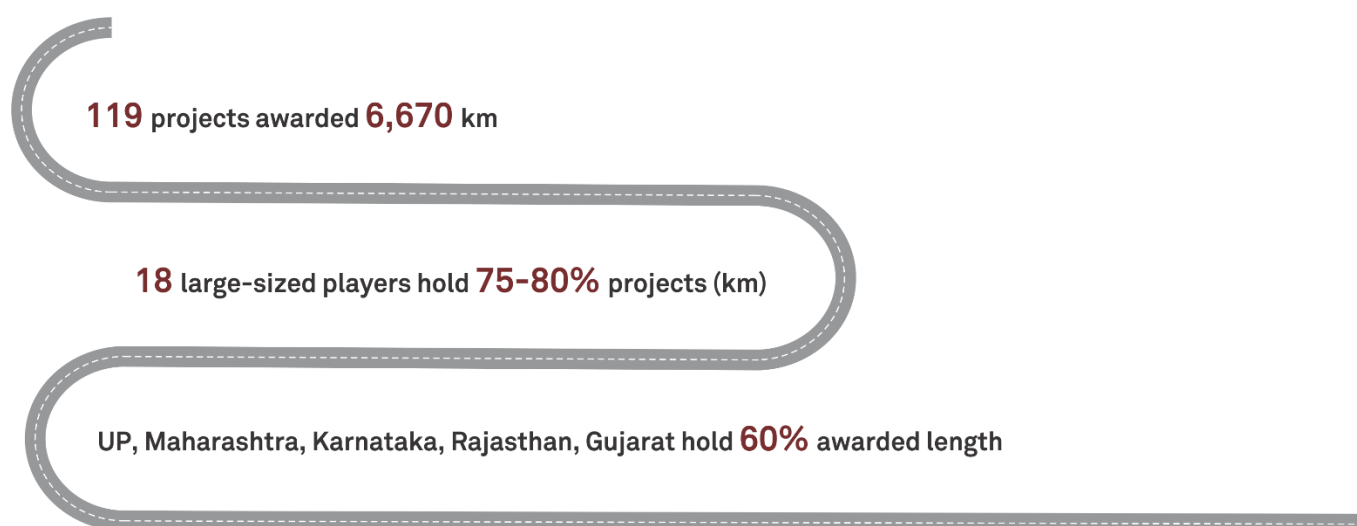 119 projects awarded 6,670 km
18 large-sized players hold 75-80% projects (km)
UP, Maharashtra, Karnataka, Rajasthan, Gujarat hold 60% awarded length